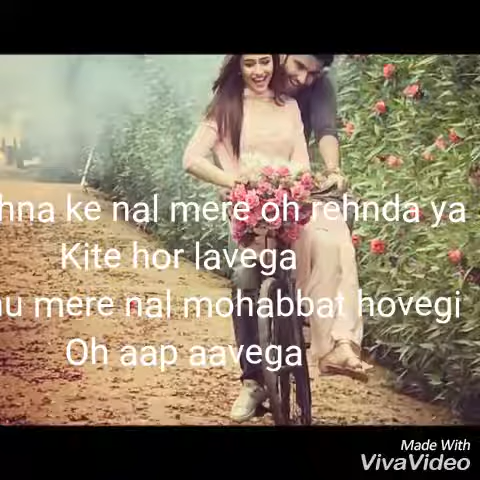 ke nal mere oh rehnda ya
Kite hor lavega
mere nal mohabbat hovegi
Oh aap aavega
Made With
VivaVideo